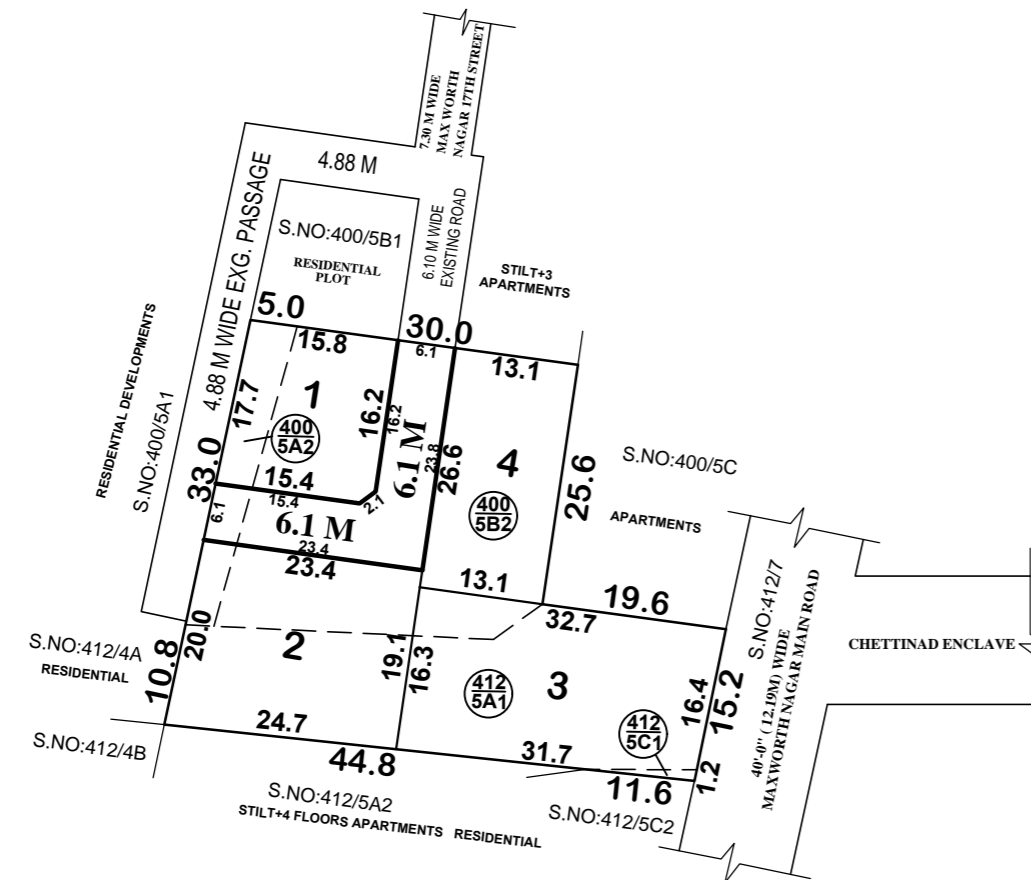 7.30 M WIDE
MAX WORTH
NAGAR 17TH STREET
4.88 M
4.88 M WIDE EXG. PASSAGE
6.10 M WIDE
EXISTING ROAD
S.NO:400/5B1
RESIDENTIAL
PLOT
STILT+3
APARTMENTS
RESIDENTIAL DEVELOPMENTS
S.NO:400/5A1
5.0
30.0
15.8
6.1
13.1
17.7
1
400
5A2
16.2
16.2
6.1 M
23.8
26.6
4
400
5B2
25.6
S.NO:400/5C
APARTMENTS
33.0
15.4
15.4
2.1
6.1
6.1 M
23.4
23.4
13.1
19.6
32.7
S.NO:412/7
40'-0" (12.19M) WIDE
MAXWORTH NAGAR MAIN ROAD
CHETTINAD ENCLAVE
S.NO:412/4A
RESIDENTIAL
10.8
20.0
2
19.1
16.3
412
5A1
3
412
5C1
16.4
15.2
1.2
S.NO:412/4B
24.7
44.8
31.7
11.6
S.NO:412/5A2
STILT+4 FLOORS APARTMENTS RESIDENTIAL
S.NO:412/5C2